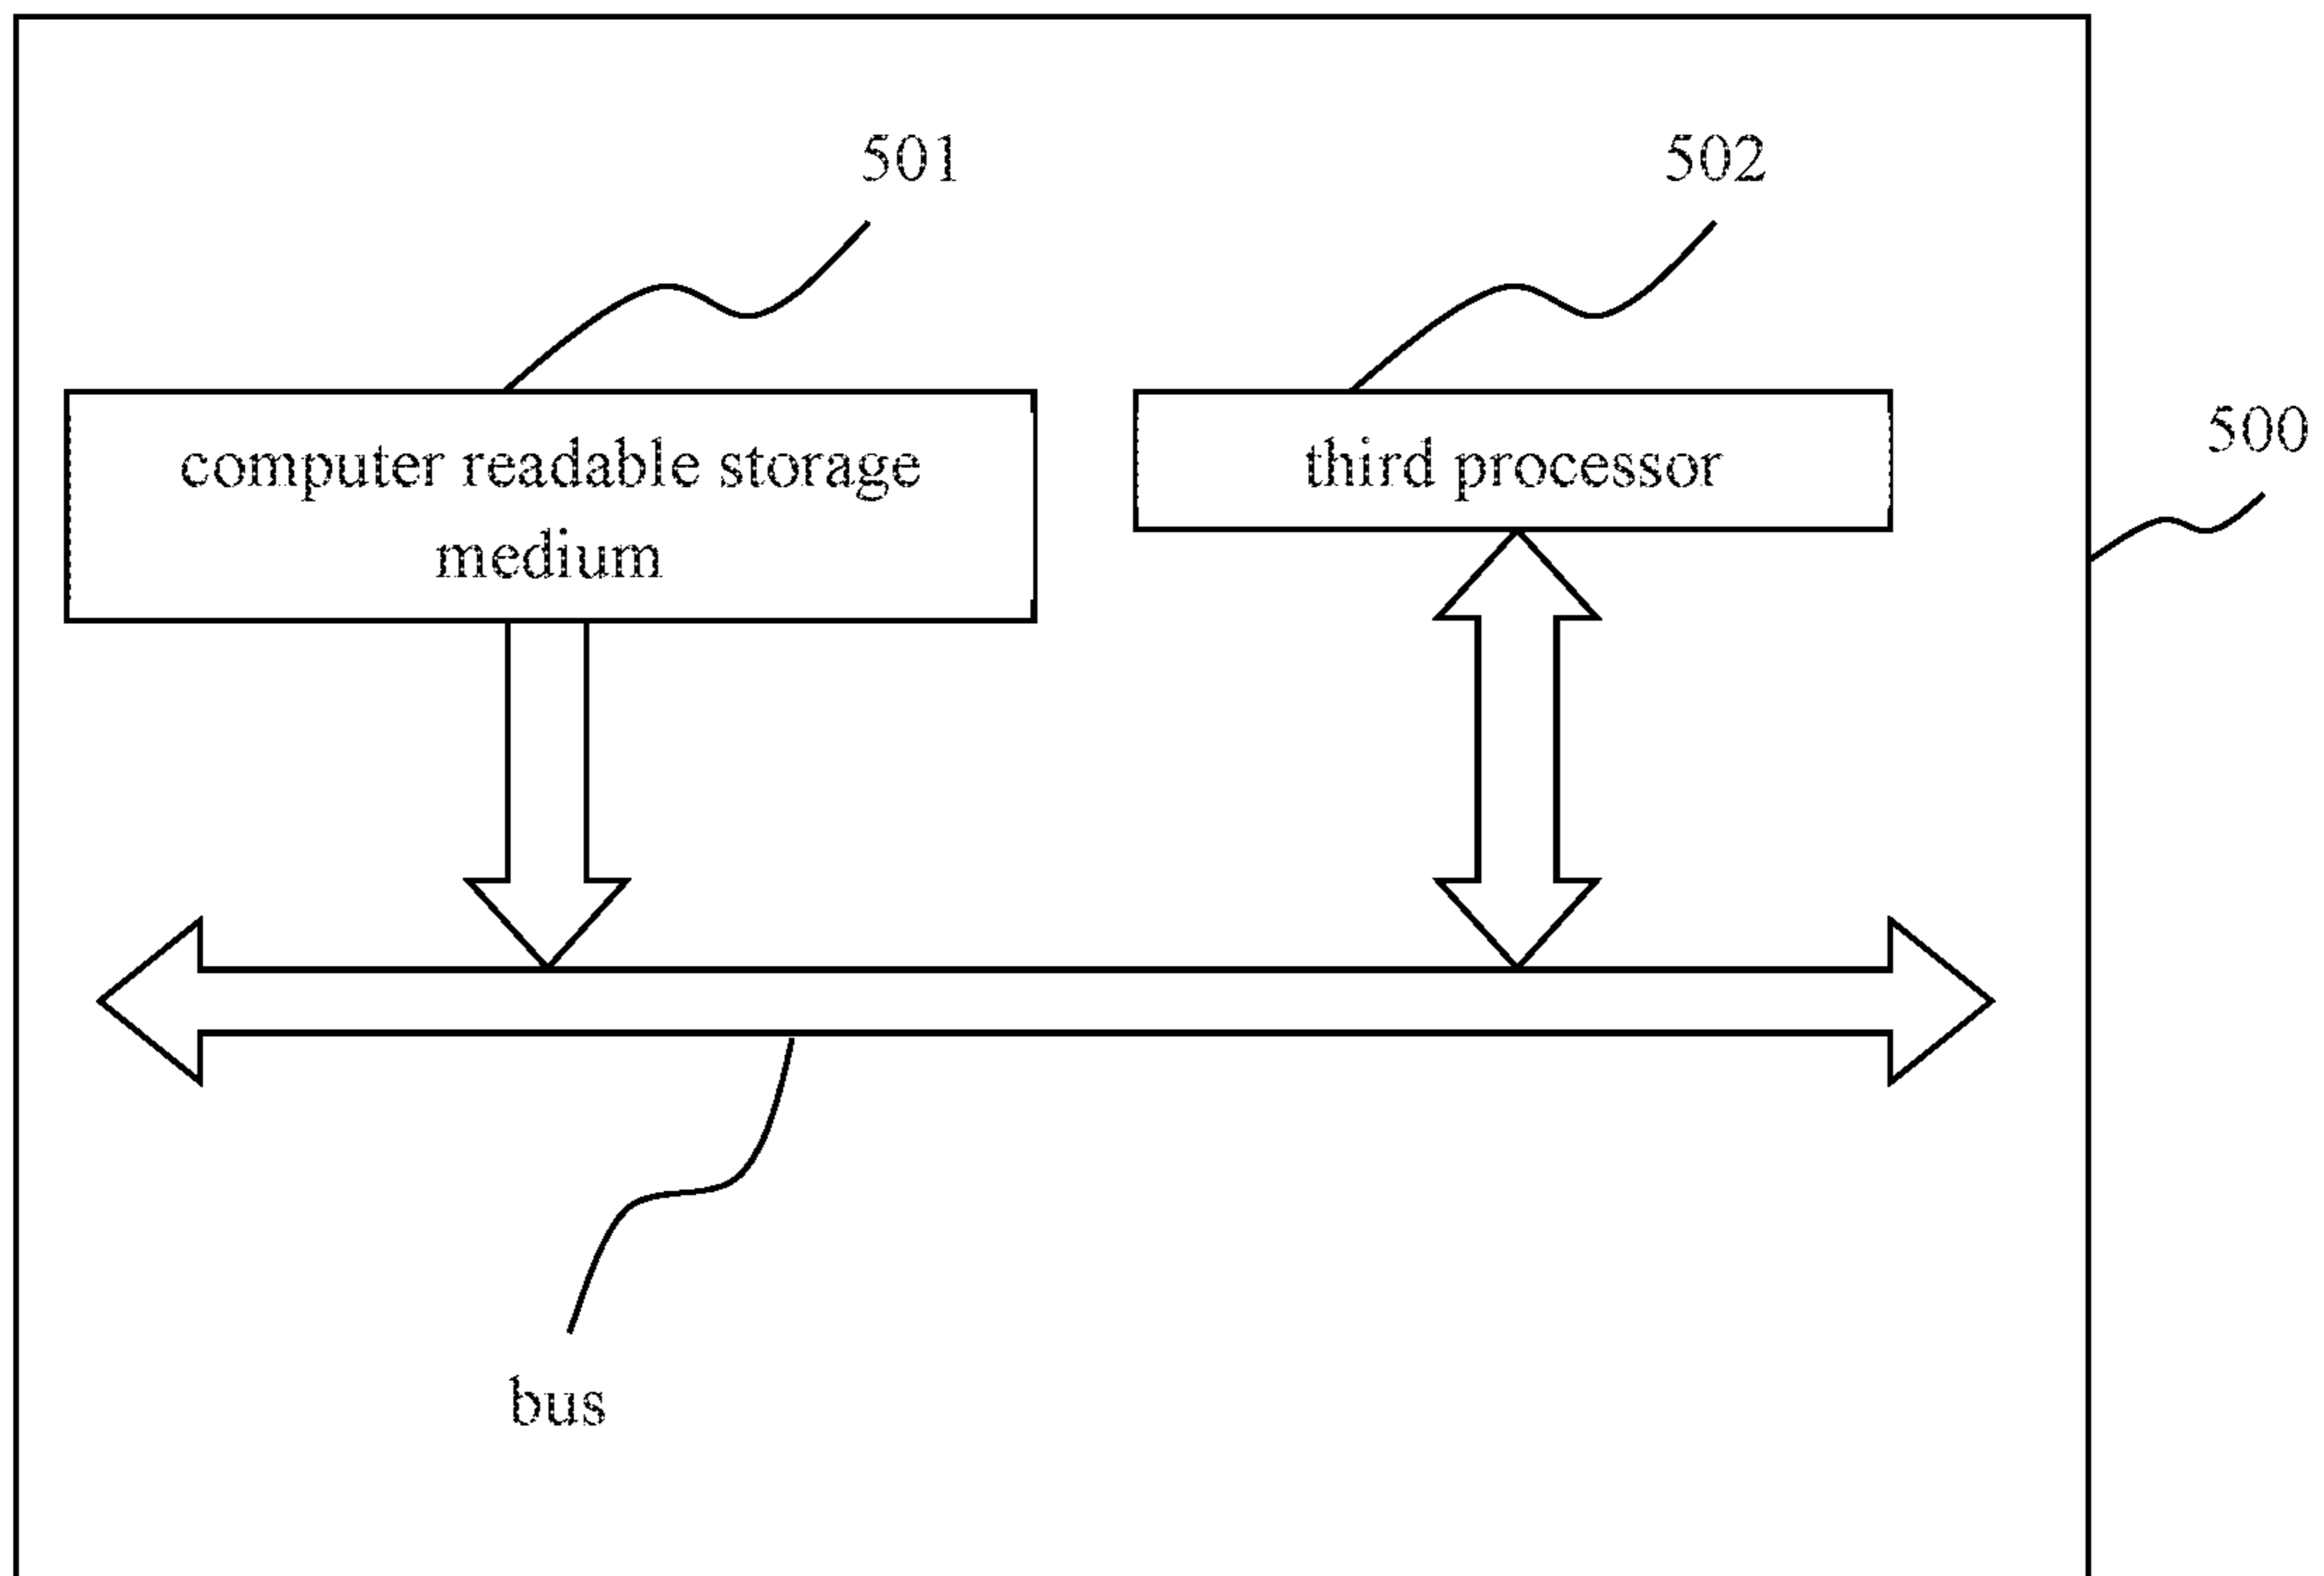 501
502
500
computer readable storage
medium
third processor
bus